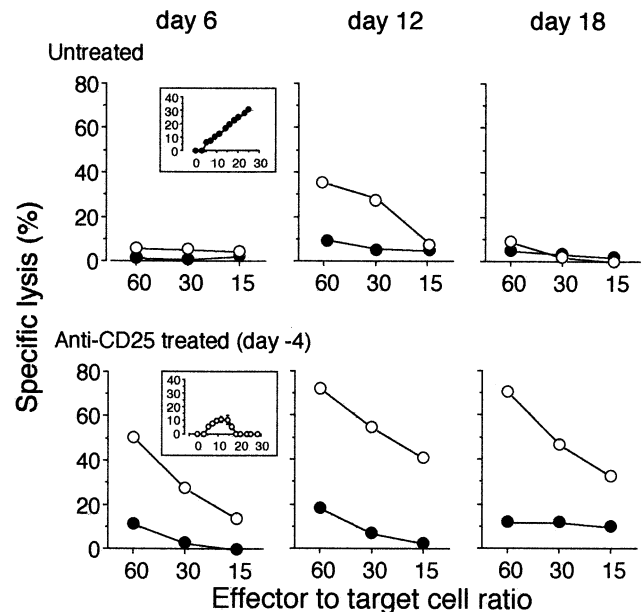 day 6 day 12 day 18
Untreated
Specific lysis (%)
80
60
40
20
0
40
30
20
10
0
0 10 20 30
60 30 15
60 30 15
60 30 15
Anti-CD25 treated (day -4)
80
60
40
20
0
40
30
20
10
0
0 10 20 30
60 30 15
60 30 15
60 30 15
Effector to target cell ratio